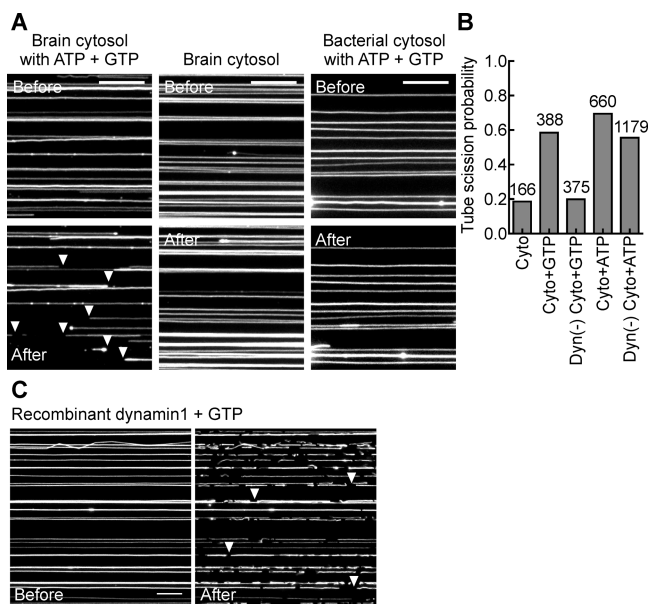 A
Brain cytosol
with ATP + GTP
Brain cytosol
Bacterial cytosol
with ATP + GTP
Before
Before
Before
After
After
After
B
Tube scission probability
1.0
0.8
0.6
0.4
0.2
0.0
166
388
375
660
1179
Cyto
Cyto+GTP
Dyn(-) Cyto+GTP
Cyto+ATP
Dyn(-) Cyto+ATP
C
Recombinant dynamin1 + GTP
Before
After